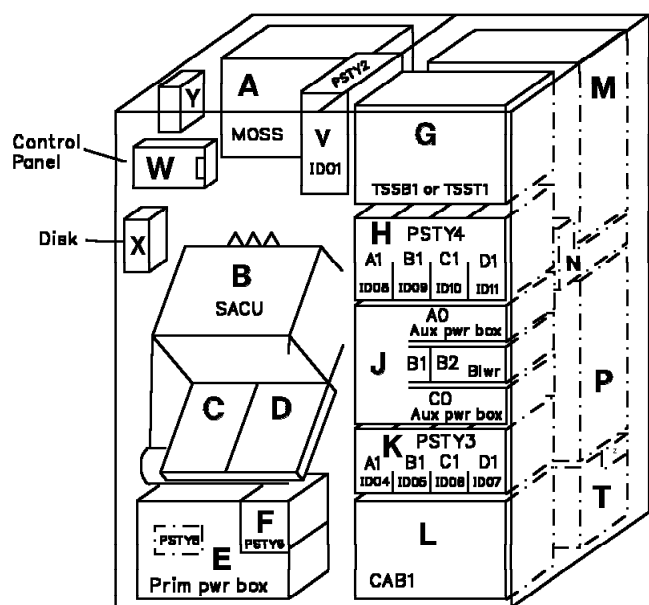 PSTY2
M
A
Y
V
G
MOSS
Control
Panel
W
ID01
TSSB1 or TSST1
X
Disk
H PSTY4
A1 B1 C1 D1
ID08 ID09 ID10 ID11
N
B
SACU
A0
Aux pwr box
J
B1 B2 Blwr
C0
Aux pwr box
P
C D
K PSTY3
A1 B1 C1 D1
ID04 ID05 ID06 ID07
T
F
PSTY6
E
L
Prim pwr box
CAB1